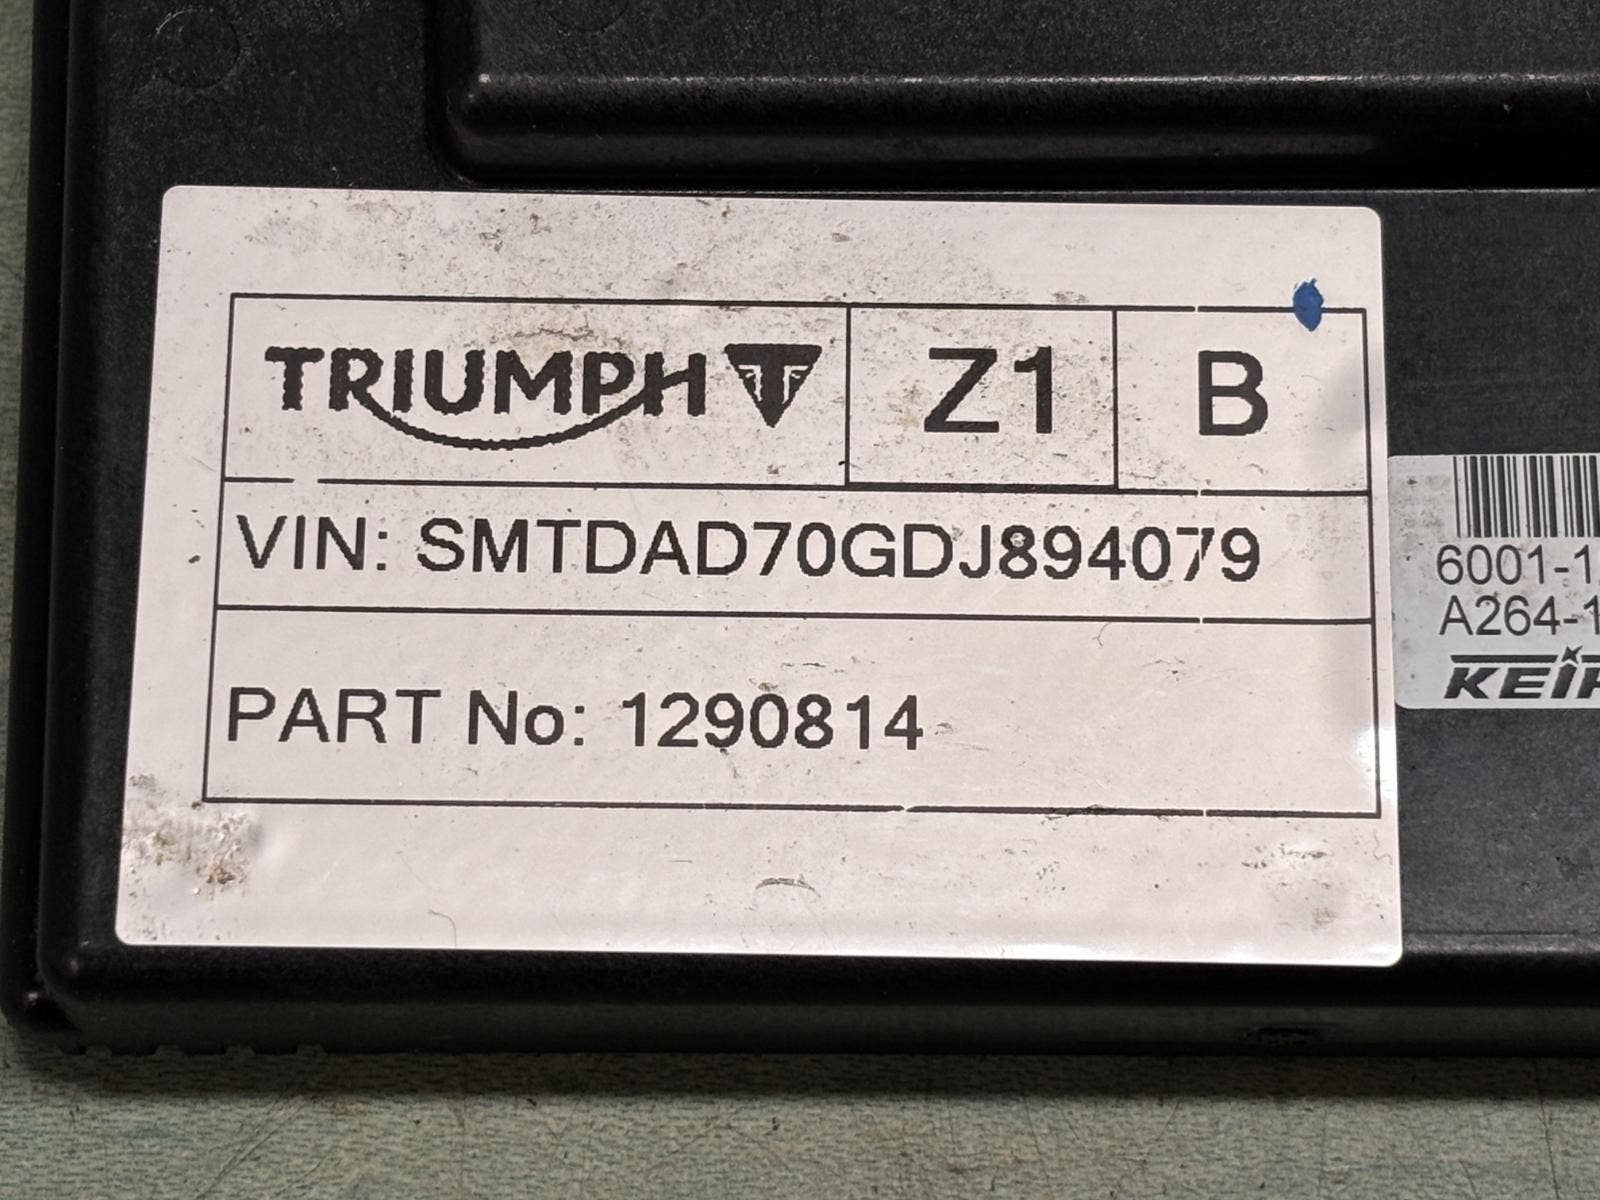 TRIUMPH
Z1
B
VIN: SMTDAD70GDJ894079
PART No: 1290814
6001-1
A264-1
KEI